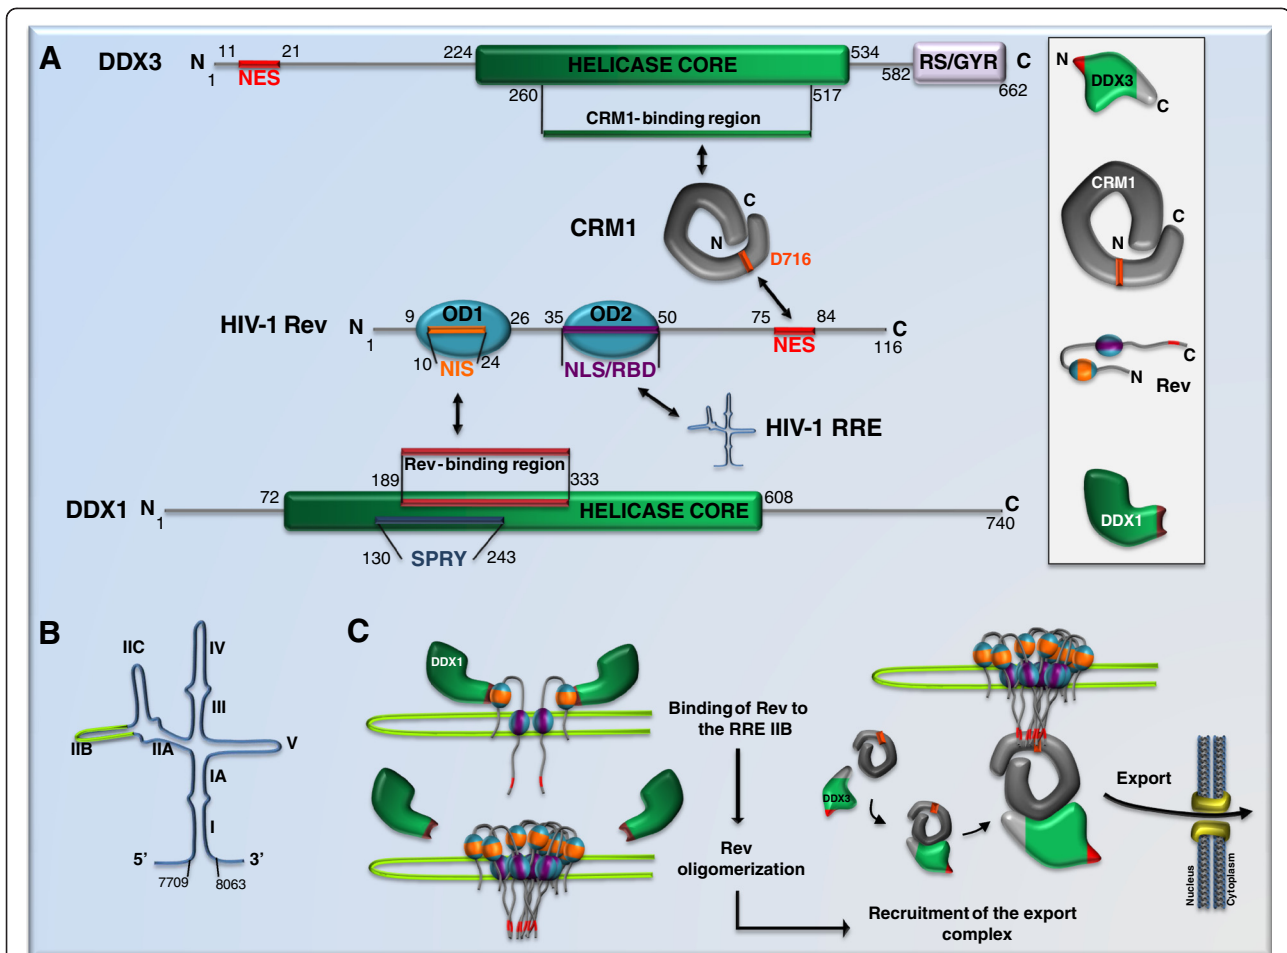 A
DDX3 N 11 21 224 HELICASE CORE 534 RS/GYR C
1 NES 582 662
260 517
CRM1-binding region
CRM1 C
N
D716
HIV-1 Rev N 9 OD1 26 35 OD2 50 75 84 C
1 10 NIS 24 NLS/RBD NES 116
HIV-1 RRE
Rev-binding region
189 333
DDX1 N 72 608 C
1 HELICASE CORE 740
130 SPRY 243
N
DDX3
C
CRM1
C
N
C
N
Rev
DDX1
B
IIC IV
III
IIB IIA V
IA
I
5’ 3’
7709 8063
C
DDX1
Binding of Rev to
the RRE IIB
Rev
oligomerization
Recruitment of the export
complex
DDX3
Export
Nucleus
Cytoplasm